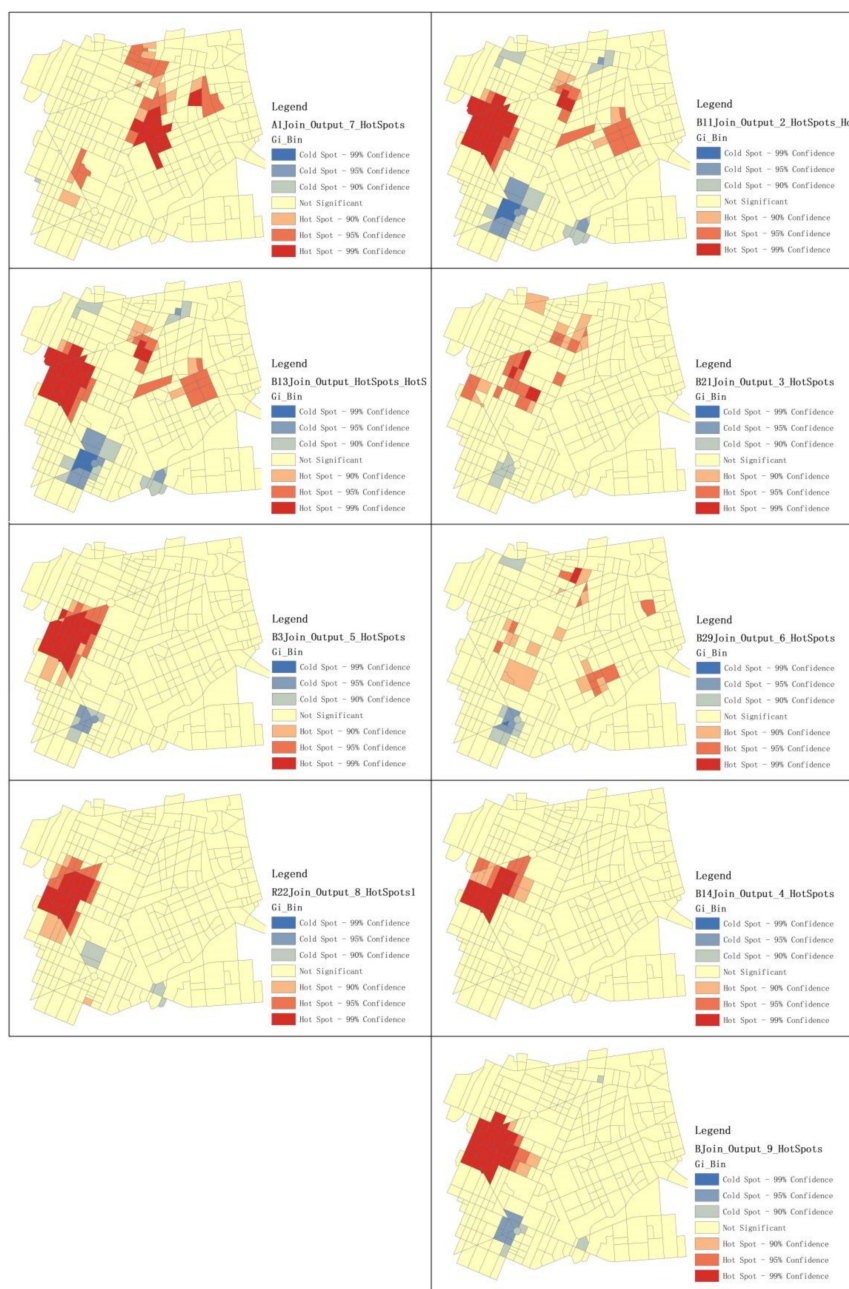 Legend
A1Join_Output_7_HotSpots
Gi_Bin
Cold Spot - 99% Confidence
Cold Spot - 95% Confidence
Cold Spot - 90% Confidence
Not Significant
Hot Spot - 90% Confidence
Hot Spot - 95% Confidence
Hot Spot - 99% Confidence
Legend
B11Join_Output_2_HotSpots_Ho
Gi_Bin
Cold Spot - 99% Confidence
Cold Spot - 95% Confidence
Cold Spot - 90% Confidence
Not Significant
Hot Spot - 90% Confidence
Hot Spot - 95% Confidence
Hot Spot - 99% Confidence
Legend
B13Join_Output_HotSpots_HotS
Gi_Bin
Cold Spot - 99% Confidence
Cold Spot - 95% Confidence
Cold Spot - 90% Confidence
Not Significant
Hot Spot - 90% Confidence
Hot Spot - 95% Confidence
Hot Spot - 99% Confidence
Legend
B21Join_Output_3_HotSpots
Gi_Bin
Cold Spot - 99% Confidence
Cold Spot - 95% Confidence
Cold Spot - 90% Confidence
Not Significant
Hot Spot - 90% Confidence
Hot Spot - 95% Confidence
Hot Spot - 99% Confidence
Legend
B3Join_Output_5_HotSpots
Gi_Bin
Cold Spot - 99% Confidence
Cold Spot - 95% Confidence
Cold Spot - 90% Confidence
Not Significant
Hot Spot - 90% Confidence
Hot Spot - 95% Confidence
Hot Spot - 99% Confidence
Legend
B29Join_Output_6_HotSpots
Gi_Bin
Cold Spot - 99% Confidence
Cold Spot - 95% Confidence
Cold Spot - 90% Confidence
Not Significant
Hot Spot - 90% Confidence
Hot Spot - 95% Confidence
Hot Spot - 99% Confidence
Legend
R22Join_Output_8_HotSpots1
Gi_Bin
Cold Spot - 99% Confidence
Cold Spot - 95% Confidence
Cold Spot - 90% Confidence
Not Significant
Hot Spot - 90% Confidence
Hot Spot - 95% Confidence
Hot Spot - 99% Confidence
Legend
B14Join_Output_4_HotSpots
Gi_Bin
Cold Spot - 99% Confidence
Cold Spot - 95% Confidence
Cold Spot - 90% Confidence
Not Significant
Hot Spot - 90% Confidence
Hot Spot - 95% Confidence
Hot Spot - 99% Confidence
Legend
BJoin_Output_9_HotSpots
Gi_Bin
Cold Spot - 99% Confidence
Cold Spot - 95% Confidence
Cold Spot - 90% Confidence
Not Significant
Hot Spot - 90% Confidence
Hot Spot - 95% Confidence
Hot Spot - 99% Confidence